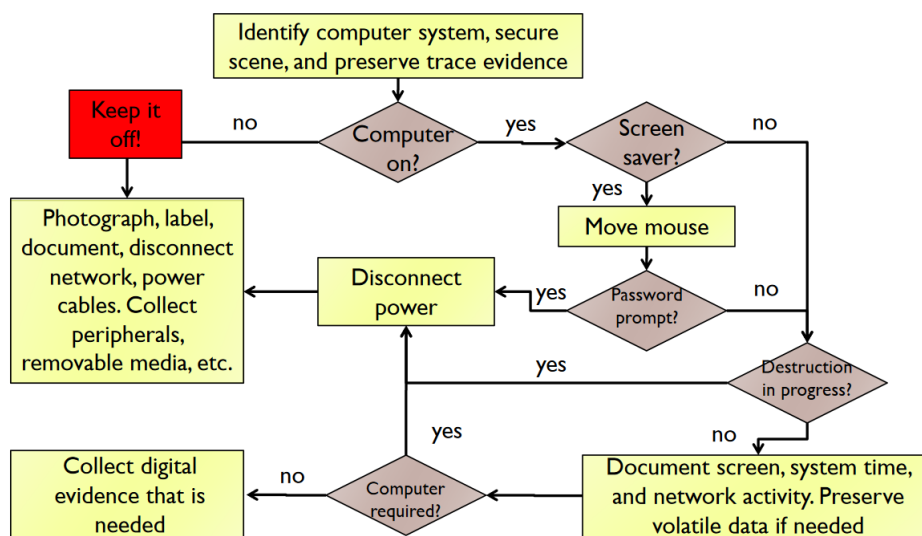 Identify computer system, secure
scene, and preserve trace evidence
Keep it
off!
no
Computer
on?
yes
Screen
saver?
no
yes
Move mouse
Photograph, label,
document, disconnect
network, power
cables. Collect
peripherals,
removable media, etc.
Disconnect
power
yes
Password
prompt?
no
yes
Destruction
in progress?
yes
no
Collect digital
evidence that is
needed
no
Computer
required?
Document screen, system time,
and network activity. Preserve
volatile data if needed